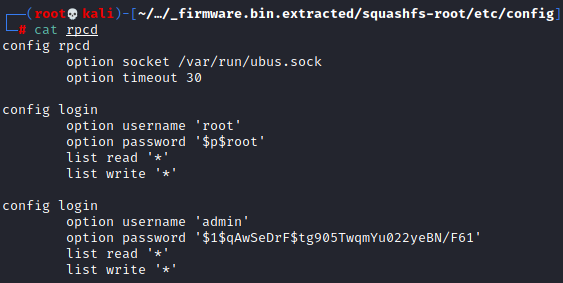 ┌──(root💀kali)-[~/…/_firmware.bin.extracted/squashfs-root/etc/config]
└─# cat rpcd
config rpcd
        option socket /var/run/ubus.sock
        option timeout 30

config login
        option username 'root'
        option password '$p$root'
        list read '*'
        list write '*'

config login
        option username 'admin'
        option password '$1$qAwSeDrF$tg905TwqmYu022yeBN/F61'
        list read '*'
        list write '*'